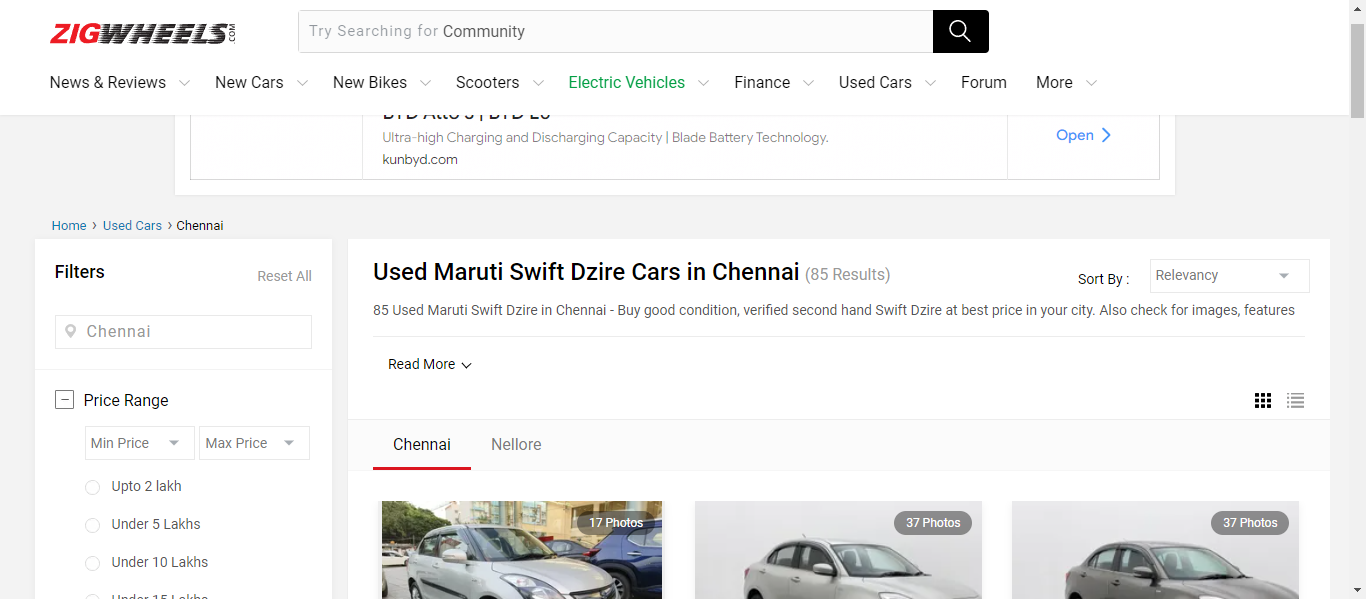 ZIGWHEELS.COM
Try Searching for Community
News & Reviews New Cars New Bikes Scooters Electric Vehicles Finance Used Cars Forum More
Ultra-high Charging and Discharging Capacity | Blade Battery Technology.
Open
kunbyd.com
Home › Used Cars › Chennai
Filters
Reset All
Chennai
Price Range
Min Price Max Price
Upto 2 lakh
Under 5 Lakhs
Under 10 Lakhs
Under 15 Lakhs
Used Maruti Swift Dzire Cars in Chennai (85 Results)
Sort By : Relevancy
85 Used Maruti Swift Dzire in Chennai - Buy good condition, verified second hand Swift Dzire at best price in your city. Also check for images, features
Read More
Chennai Nellore
17 Photos
37 Photos
37 Photos